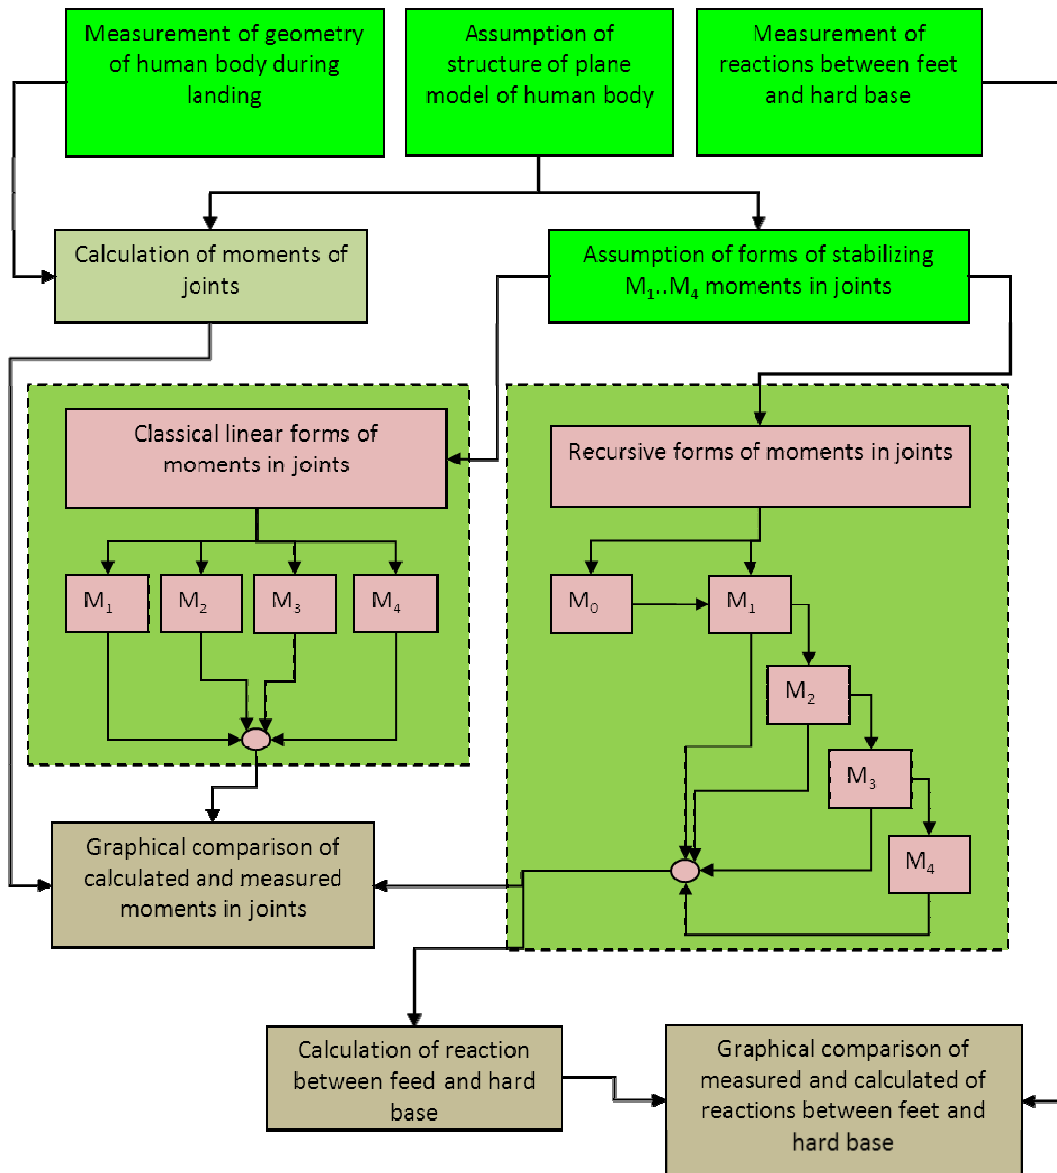 Measurement of geometry
of human body during
landing
Assumption of
structure of plane
model of human body
Measurement of
reactions between feet
and hard base
Calculation of moments of
joints
Assumption of forms of stabilizing
M₁..M₄ moments in joints
Classical linear forms of
moments in joints
Recursive forms of moments in joints
M₁
M₂
M₃
M₄
M₀
M₁
M₂
M₃
M₄
Graphical comparison of
calculated and measured
moments in joints
Calculation of reaction
between feed and hard
base
Graphical comparison of
measured and calculated of
reactions between feet and
hard base